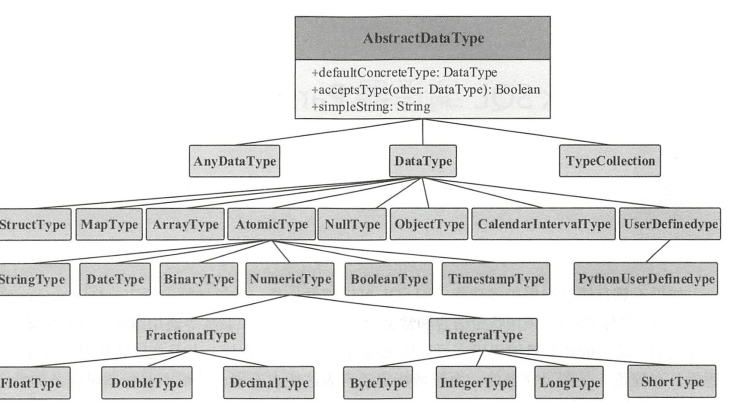 AbstractDataType
+defaultConcreteType: DataType
+acceptsType(other: DataType): Boolean
+simpleString: String
AnyDataType DataType TypeCollection
StructType MapType ArrayType AtomicType NullType ObjectType CalendarIntervalType UserDefinedype
StringType DateType BinaryType NumericType BooleanType TimestampType PythonUserDefinedype
FractionalType IntegralType
FloatType DoubleType DecimalType ByteType IntegerType LongType ShortType